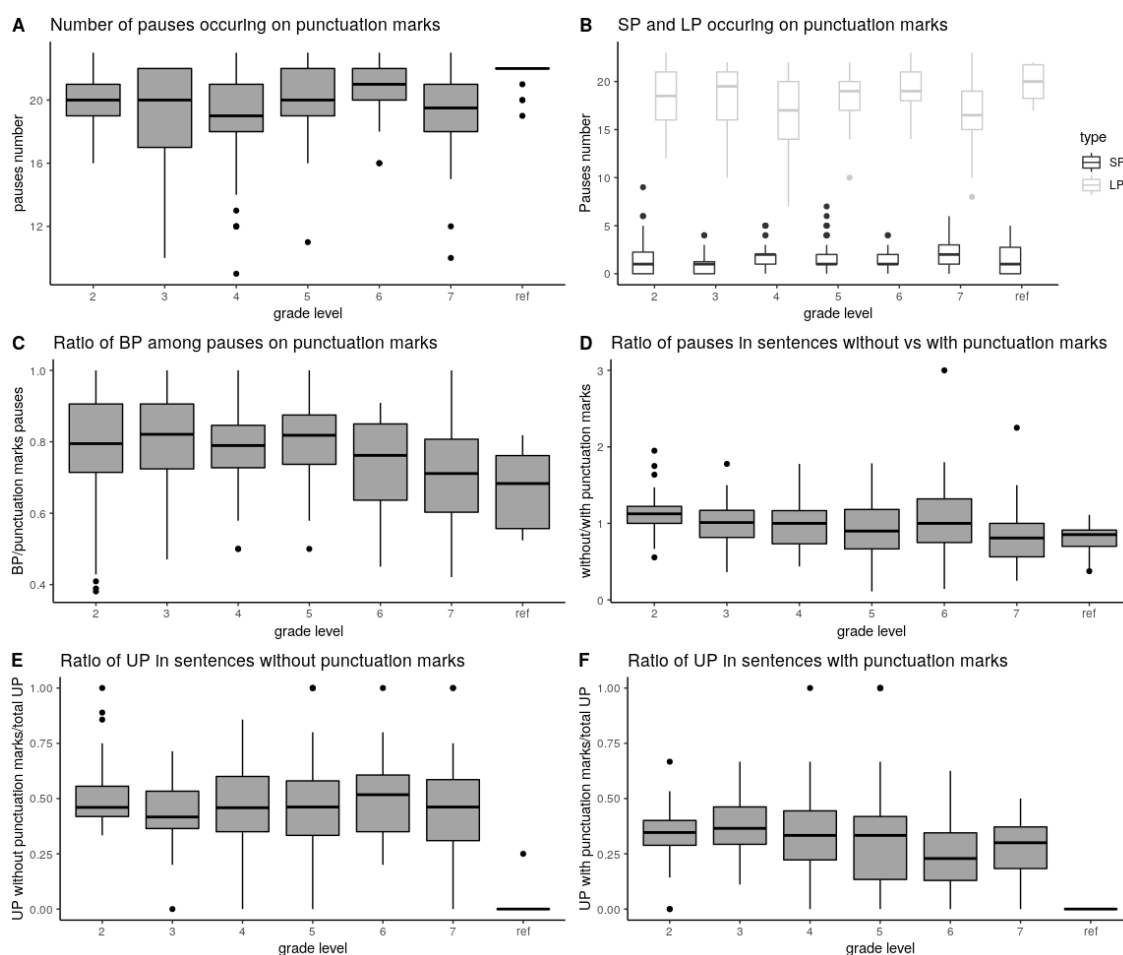 A Number of pauses occuring on punctuation marks
pauses number
20
16
12
2 3 4 5 6 7 ref
grade level
B SP and LP occuring on punctuation marks
Pauses number
20
15
10
5
0
2 3 4 5 6 7 ref
grade level
type
SP
LP
C Ratio of BP among pauses on punctuation marks
BP/punctuation marks pauses
1.0
0.8
0.6
0.4
2 3 4 5 6 7 ref
grade level
D Ratio of pauses in sentences without vs with punctuation marks
without/with punctuation marks
3
2
1
0
2 3 4 5 6 7 ref
grade level
E Ratio of UP in sentences without punctuation marks
UP without punctuation marks/total UP
1.00
0.75
0.50
0.25
0.00
2 3 4 5 6 7 ref
grade level
F Ratio of UP in sentences with punctuation marks
UP with punctuation marks/total UP
1.00
0.75
0.50
0.25
0.00
2 3 4 5 6 7 ref
grade level